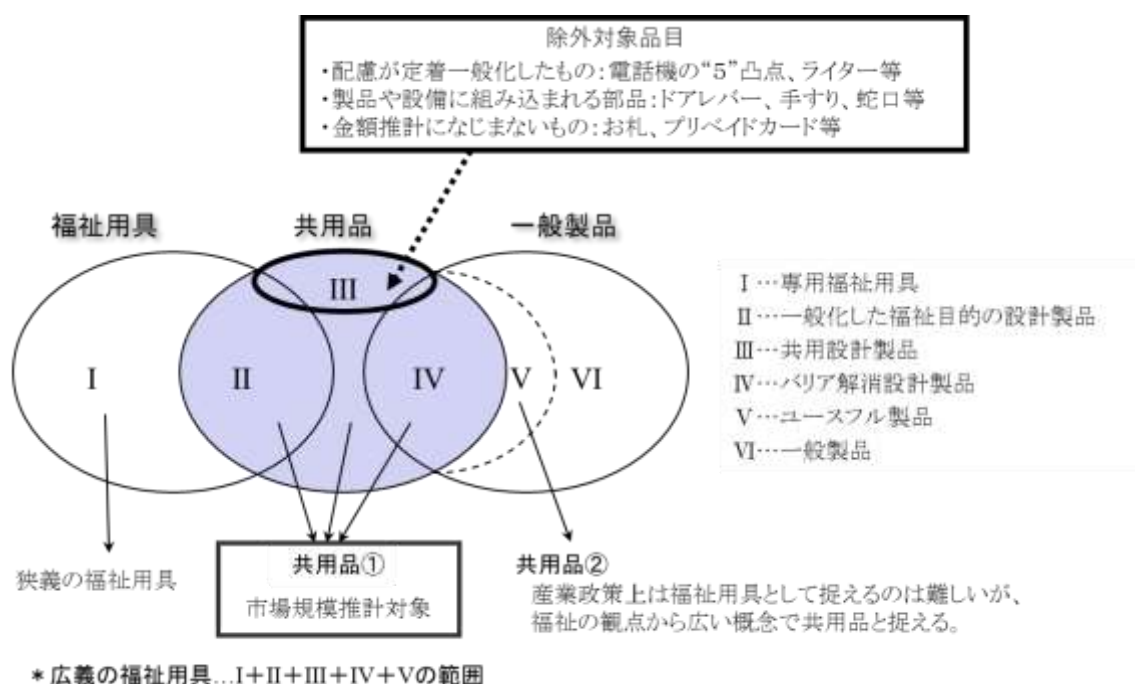 除外対象品目
・配慮が定着一般化したもの：電話機の“5”凸点、ライター等
・製品や設備に組み込まれる部品：ドアレバー、手すり、蛇口等
・金額推計になじまないもの：お札、プリペイドカード等
福祉用具
共用品
一般製品
Ⅲ
Ⅰ
Ⅱ
Ⅳ
Ⅴ
Ⅵ
Ⅰ…専用福祉用具
Ⅱ…一般化した福祉目的の設計製品
Ⅲ…共用設計製品
Ⅳ…バリア解消設計製品
Ⅴ…ユースフル製品
Ⅵ…一般製品
狭義の福祉用具
共用品①
市場規模推計対象
共用品②
産業政策上は福祉用具として捉えるのは難しいが、
福祉の観点から広い概念で共用品と捉える。
＊広義の福祉用具…Ⅰ+Ⅱ+Ⅲ+Ⅳ+Ⅴの範囲